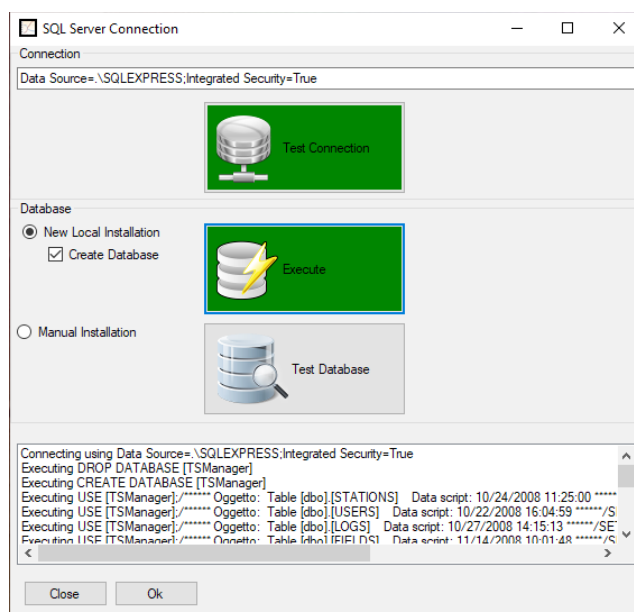 SQL Server Connection
Connection
Data Source=.\SQLEXPRESS;Integrated Security=True
Test Connection
Database
New Local Installation
Create Database
Execute
Manual Installation
Test Database
Connecting using Data Source=.\SQLEXPRESS;Integrated Security=True
Executing DROP DATABASE [TSManager]
Executing CREATE DATABASE [TSManager]
Executing USE [TSManager];/****** Oggetto:  Table [dbo].[STATIONS]    Data script: 10/24/2008 11:25:00 *****
Executing USE [TSManager];/****** Oggetto:  Table [dbo].[USERS]    Data script: 10/22/2008 16:04:59 ******/S
Executing USE [TSManager];/****** Oggetto:  Table [dbo].[LOGS]    Data script: 10/27/2008 14:15:13 ******/SE
Executing USE [TSManager];/****** Oggetto:  Table [dbo].[FIELDS]    Data script: 11/14/2008 10:01:48 ******/S
Close
Ok